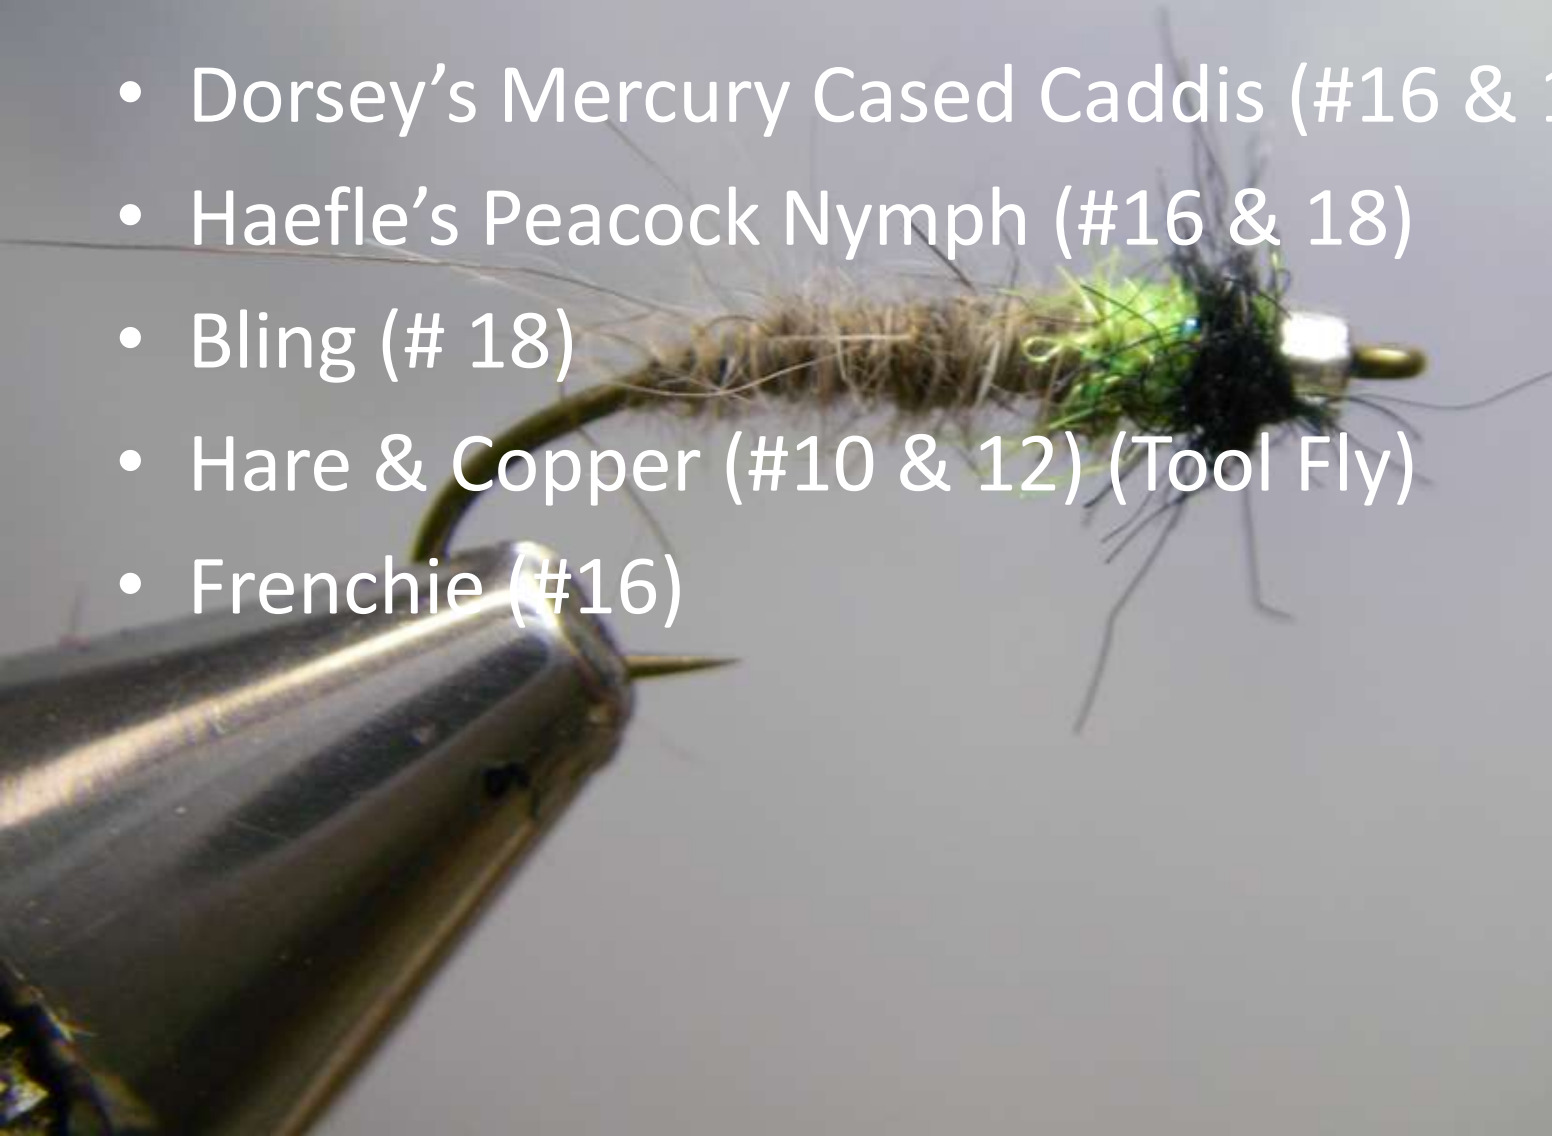 • Dorsey’s Mercury Cased Caddis (#16 &
• Haefle’s Peacock Nymph (#16 & 18)
• Bling (# 18)
• Hare & Copper (#10 & 12) (Tool Fly)
• Frenchie (#16)